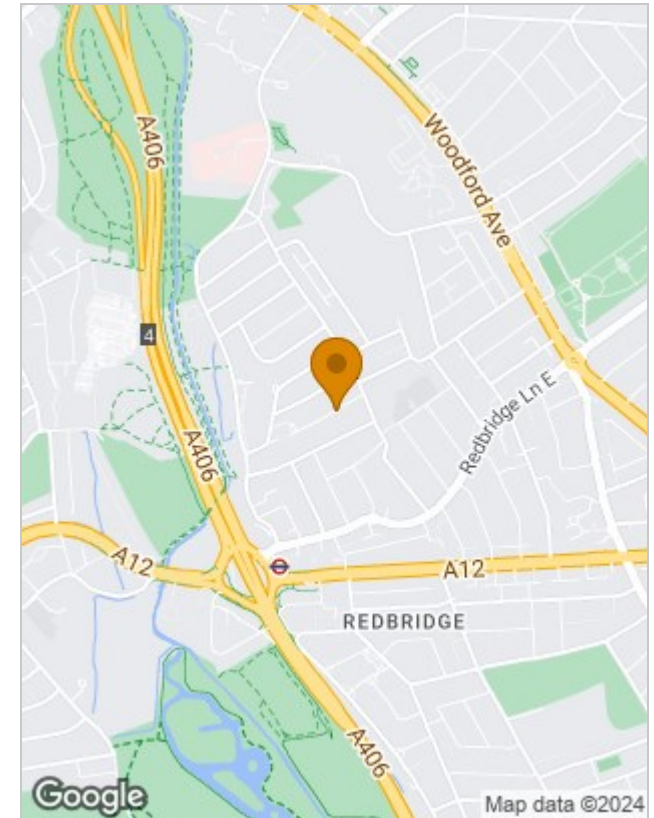 A406
Woodford Ave
4
Redbridge Ln E
A406
A12
A12
REDBRIDGE
A406
Google
Map data ©2024